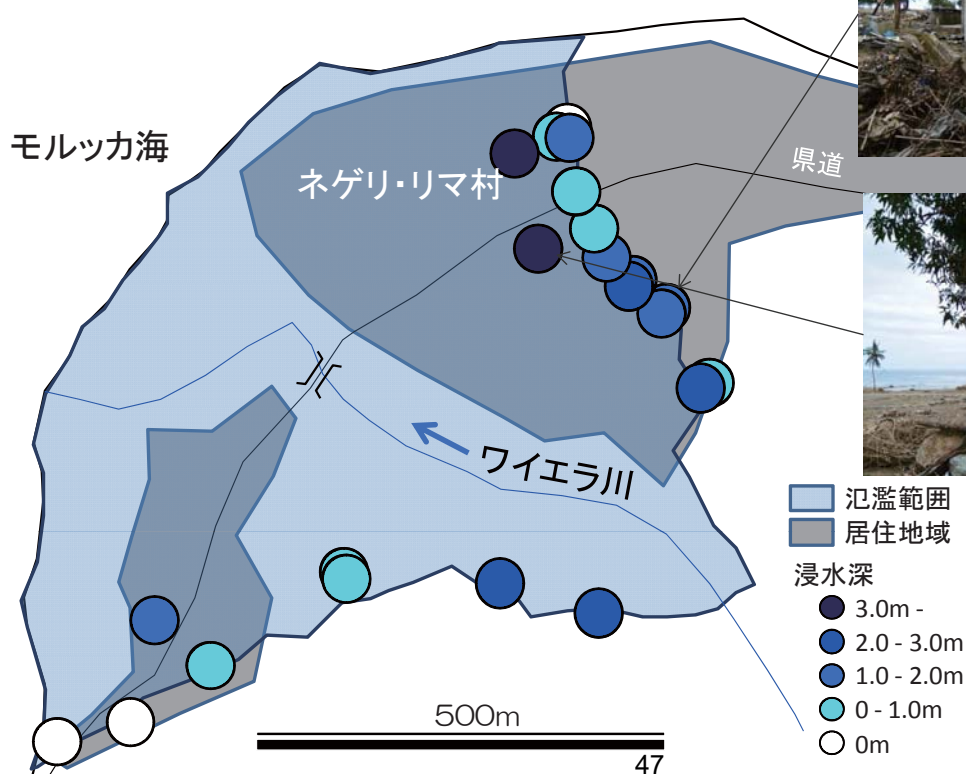 モルッカ海
県道
ネゲリ・リマ村
ワイエラ川
氾濫範囲
居住地域
浸水深
3.0m -
2.0 - 3.0m
1.0 - 2.0m
0 - 1.0m
0m
500m
47